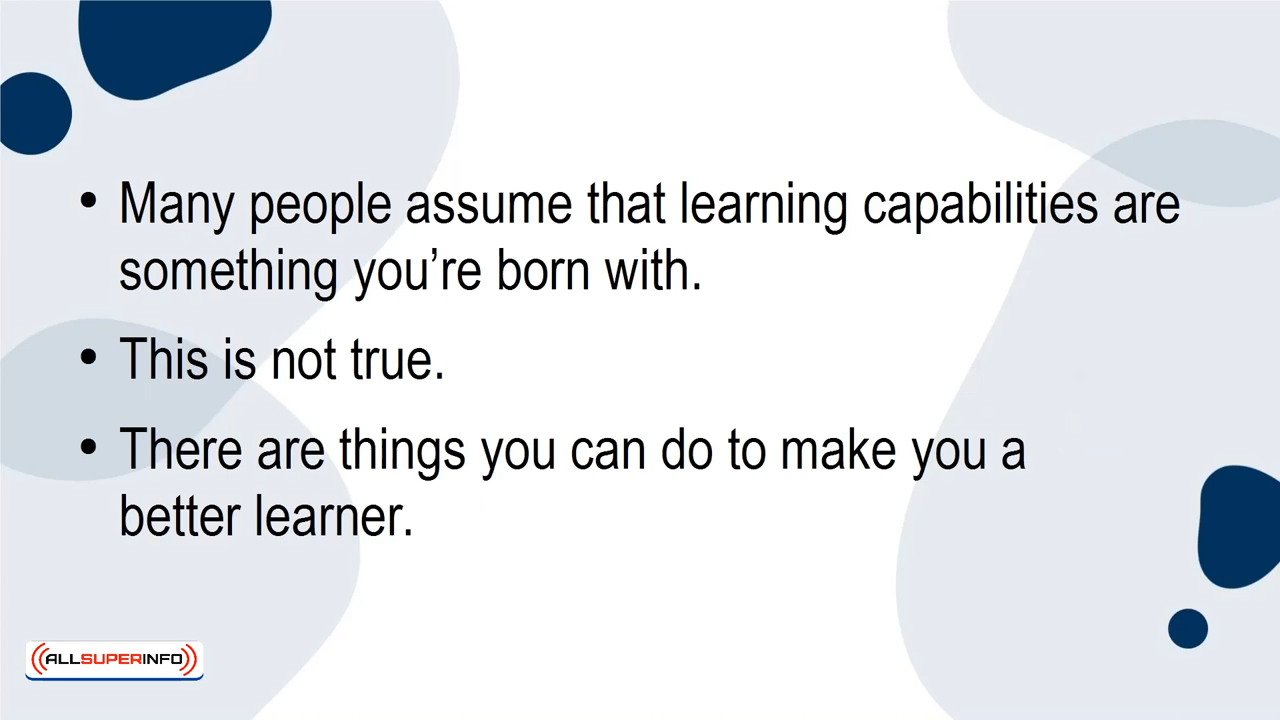 • Many people assume that learning capabilities are
something you’re born with.
• This is not true.
• There are things you can do to make you a
better learner.
ALLSUPERINFO